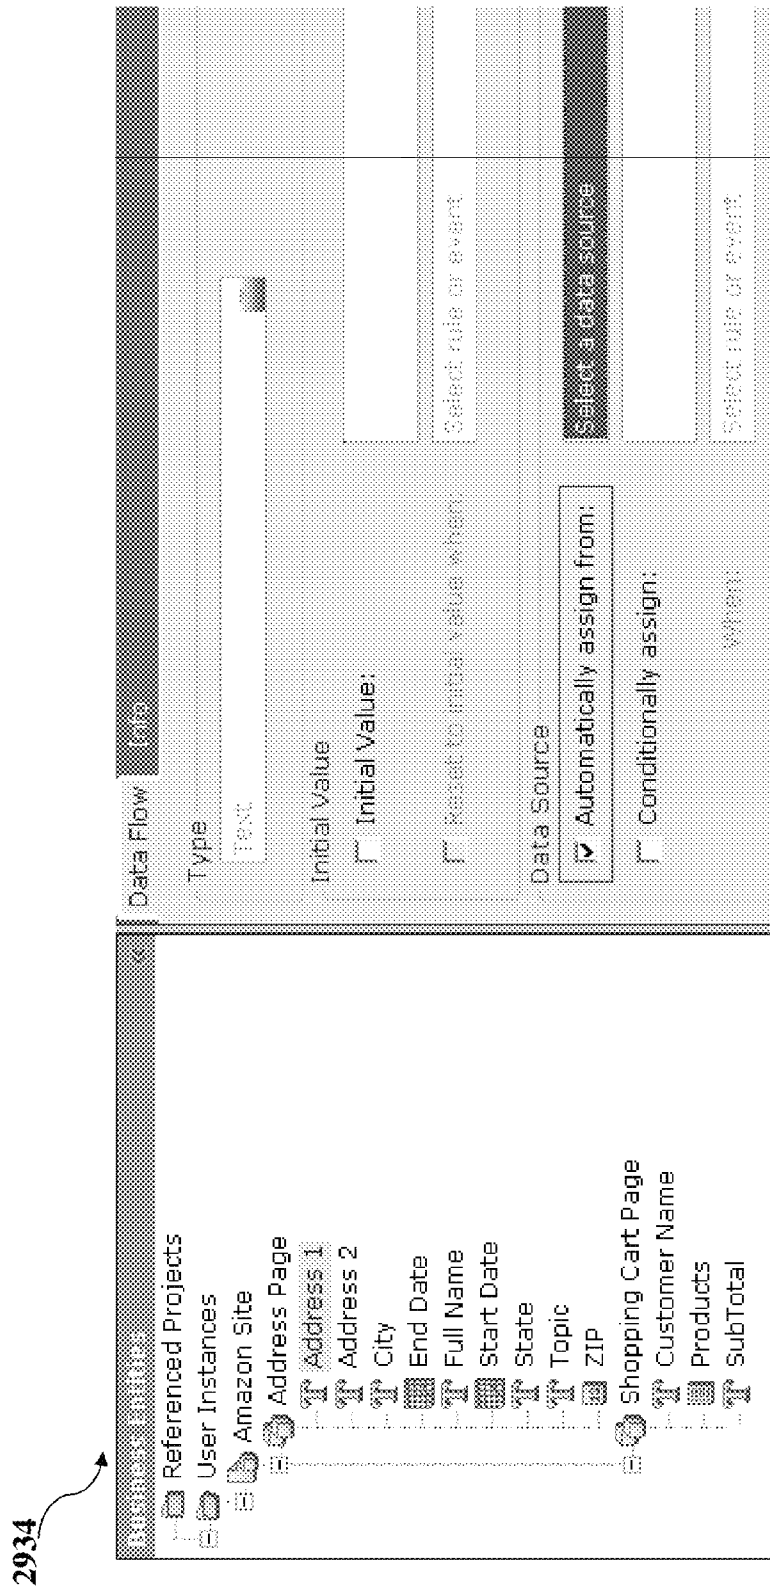 2934
Business Entities
Referenced Projects
User Instances
Amazon Site
Address Page
Address 1
Address 2
City
End Date
Full Name
Start Date
State
Topic
ZIP
Shopping Cart Page
Customer Name
Products
SubTotal
Data Flow Info
Type
Text
Initial Value
Initial Value:
Reset to initial value when:
Select rule or event
Data Source
Automatically assign from: Select a data source
Conditionally assign:
When: Select rule or event